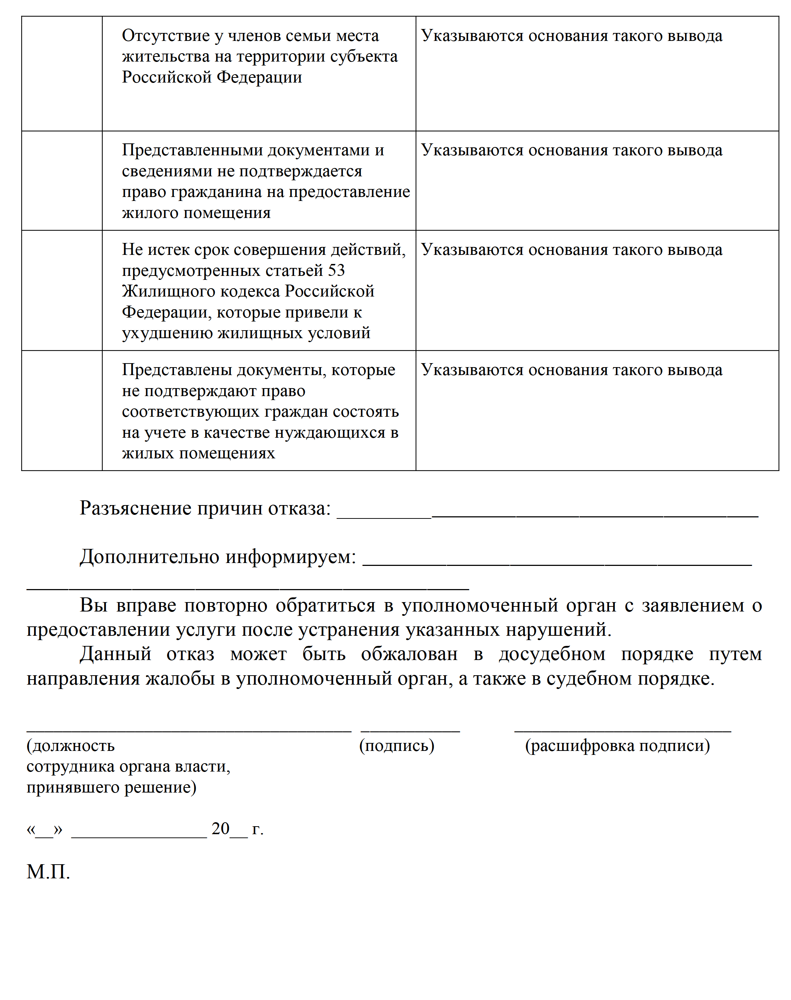 Отсутствие у членов семьи места
жительства на территории субъекта
Российской Федерации
Указываются основания такого вывода
Представленными документами и
сведениями не подтверждается
право гражданина на предоставление
жилого помещения
Указываются основания такого вывода
Не истек срок совершения действий,
предусмотренных статьей 53
Жилищного кодекса Российской
Федерации, которые привели к
ухудшению жилищных условий
Указываются основания такого вывода
Представлены документы, которые
не подтверждают право
соответствующих граждан состоять
на учете в качестве нуждающихся в
жилых помещениях
Указываются основания такого вывода
Разъяснение причин отказа: ________________________________________
Дополнительно информируем: _____________________________________
__________________________________________
Вы вправе повторно обратиться в уполномоченный орган с заявлением о
предоставлении услуги после устранения указанных нарушений.
Данный отказ может быть обжалован в досудебном порядке путем
направления жалобы в уполномоченный орган, а также в судебном порядке.
____________________________________ ___________ ________________________
(должность (подпись) (расшифровка подписи)
сотрудника органа власти,
принявшего решение)
«__» _______________ 20__ г.
М.П.